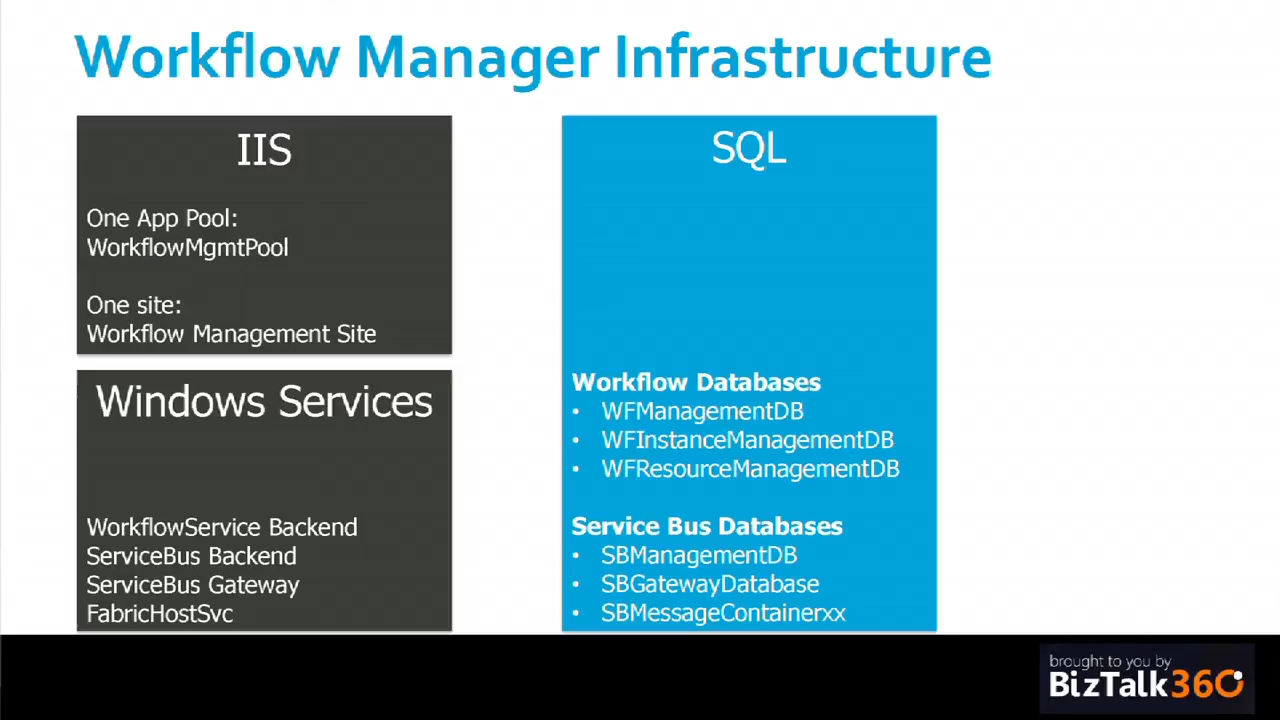 Workflow Manager Infrastructure
IIS
One App Pool:
WorkflowMgmtPool
One site:
Workflow Management Site
Windows Services
WorkflowService Backend
ServiceBus Backend
ServiceBus Gateway
FabricHostSvc
SQL
Workflow Databases
• WFManagementDB
• WFInstanceManagementDB
• WFResourceManagementDB
Service Bus Databases
• SBManagementDB
• SBGatewayDatabase
• SBMessageContainerxx
brought to you by
BizTalk360